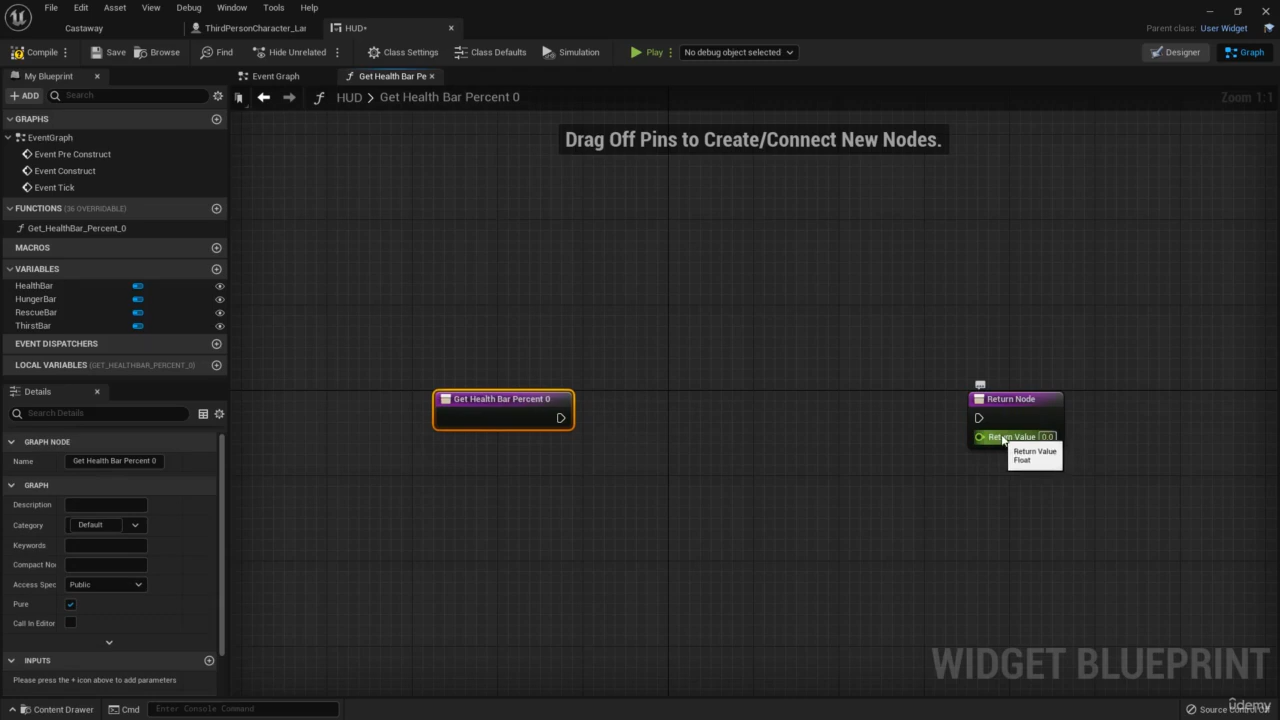 File Edit Asset View Debug Window Tools Help
Castaway
ThirdPersonCharacter_Lar
HUD*
Parent class: User Widget
Compile
Save
Browse
Find
Hide Unrelated
Class Settings
Class Defaults
Simulation
Play
No debug object selected
Designer
Graph
My Blueprint
Event Graph
Get Health Bar Pe
ADD
Search
HUD > Get Health Bar Percent 0
Zoom 1:1
GRAPHS
Drag Off Pins to Create/Connect New Nodes.
EventGraph
Event Pre Construct
Event Construct
Event Tick
FUNCTIONS (36 OVERRIDABLE)
Get_HealthBar_Percent_0
MACROS
VARIABLES
HealthBar
HungerBar
RescueBar
ThirstBar
EVENT DISPATCHERS
LOCAL VARIABLES (GET_HEALTHBAR_PERCENT_0)
Details
Search Details
Get Health Bar Percent 0
Return Node
Return Value 0.0
Return Value
Float
GRAPH NODE
Name Get Health Bar Percent 0
GRAPH
Description
Category Default
Keywords
Compact Nod
Access Spec Public
Pure
Call In Editor
INPUTS
Please press the + icon above to add parameters
WIDGET BLUEPRINT
Content Drawer
Cmd
Enter Console Command
Source Control Off
udemy